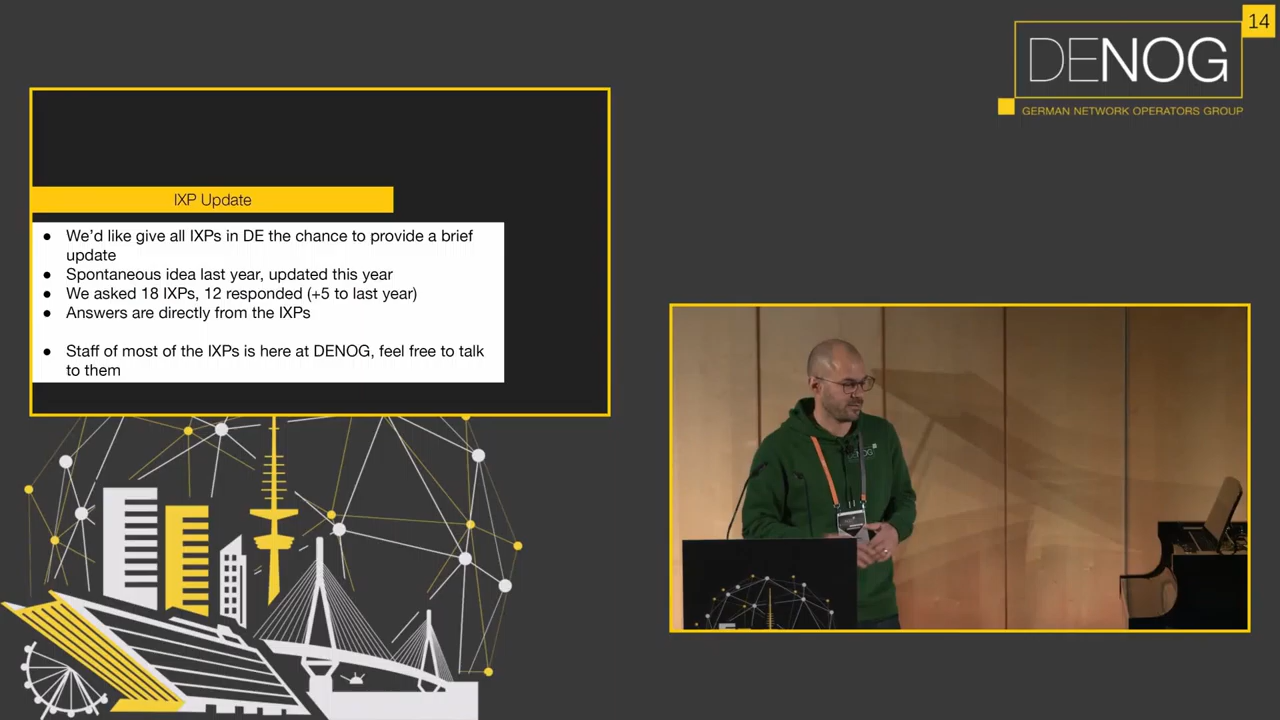 14
DENOG
GERMAN NETWORK OPERATORS GROUP
IXP Update
● We'd like give all IXPs in DE the chance to provide a brief
update
● Spontaneous idea last year, updated this year
● We asked 18 IXPs, 12 responded (+5 to last year)
● Answers are directly from the IXPs
● Staff of most of the IXPs is here at DENOG, feel free to talk
to them
DENOG